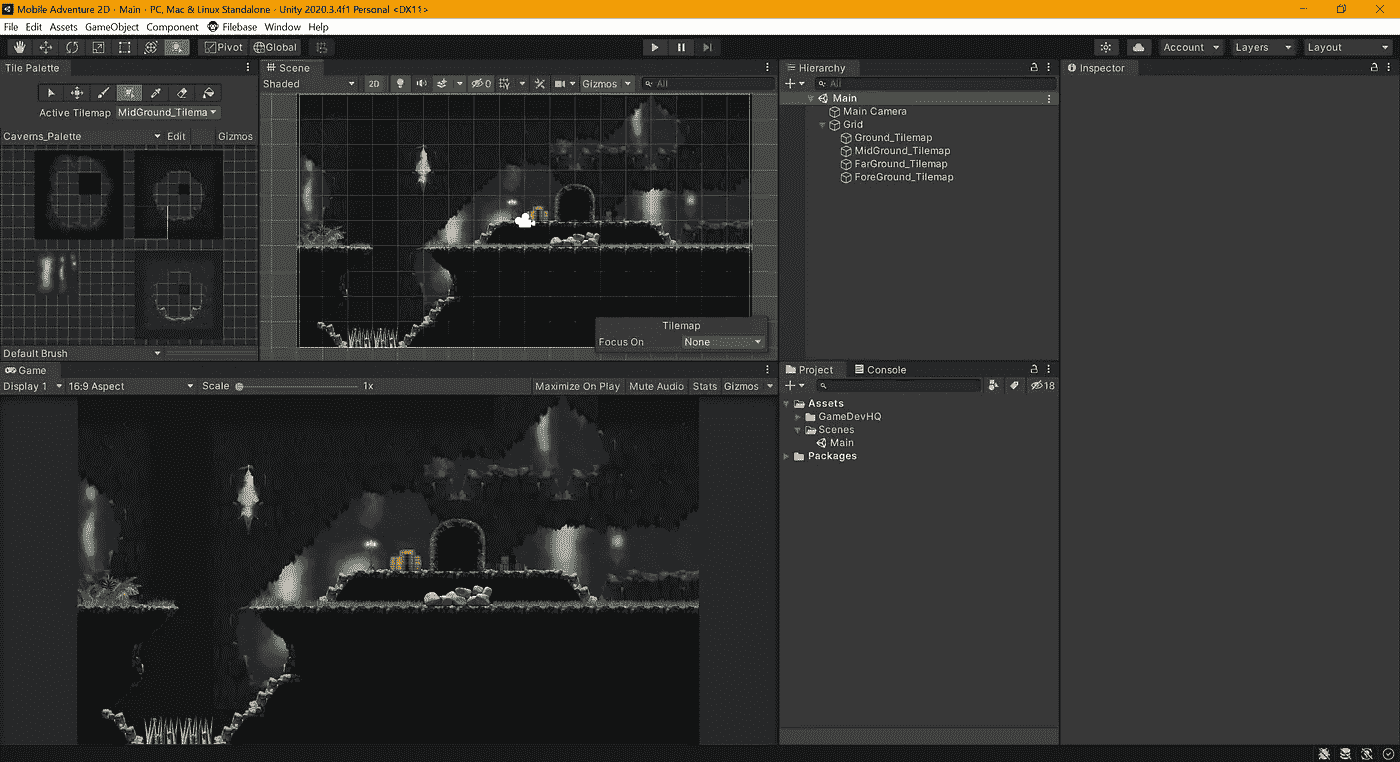 Mobile Adventure 2D - Main - PC, Mac & Linux Standalone - Unity 2020.3.4f1 Personal <DX11>
File Edit Assets GameObject Component Filebase Window Help
Pivot Global Account Layers Layout
Tile Palette
Active Tilemap MidGround_Tilema
Caverns_Palette Edit Gizmos
Default Brush
Scene
Shaded 2D 0 Gizmos All
Tilemap
Focus On None
Game
Display 1 16:9 Aspect Scale 1x Maximize On Play Mute Audio Stats Gizmos
Hierarchy
All
Main
Main Camera
Grid
Ground_Tilemap
MidGround_Tilemap
FarGround_Tilemap
ForeGround_Tilemap
Project Console
18
Assets
GameDevHQ
Scenes
Main
Packages
Inspector